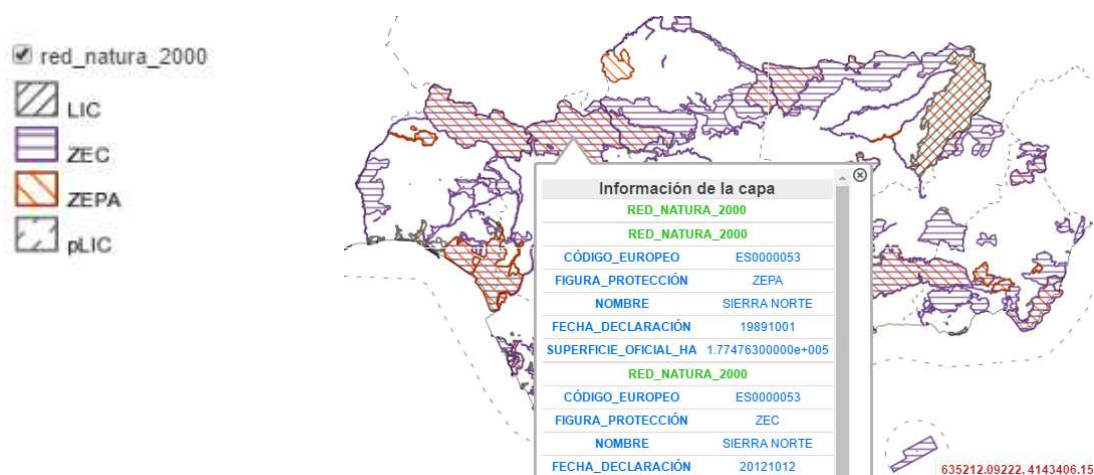 red_natura_2000
LIC
ZEC
ZEPA
pLIC
Información de la capa
RED_NATURA_2000
RED_NATURA_2000
CÓDIGO_EUROPEO ES0000053
FIGURA_PROTECCIÓN ZEPA
NOMBRE SIERRA NORTE
FECHA_DECLARACIÓN 19891001
SUPERFICIE_OFICIAL_HA 1.77476300000e+005
RED_NATURA_2000
CÓDIGO_EUROPEO ES0000053
FIGURA_PROTECCIÓN ZEC
NOMBRE SIERRA NORTE
FECHA_DECLARACIÓN 20121012
635212.09222, 4143406.15